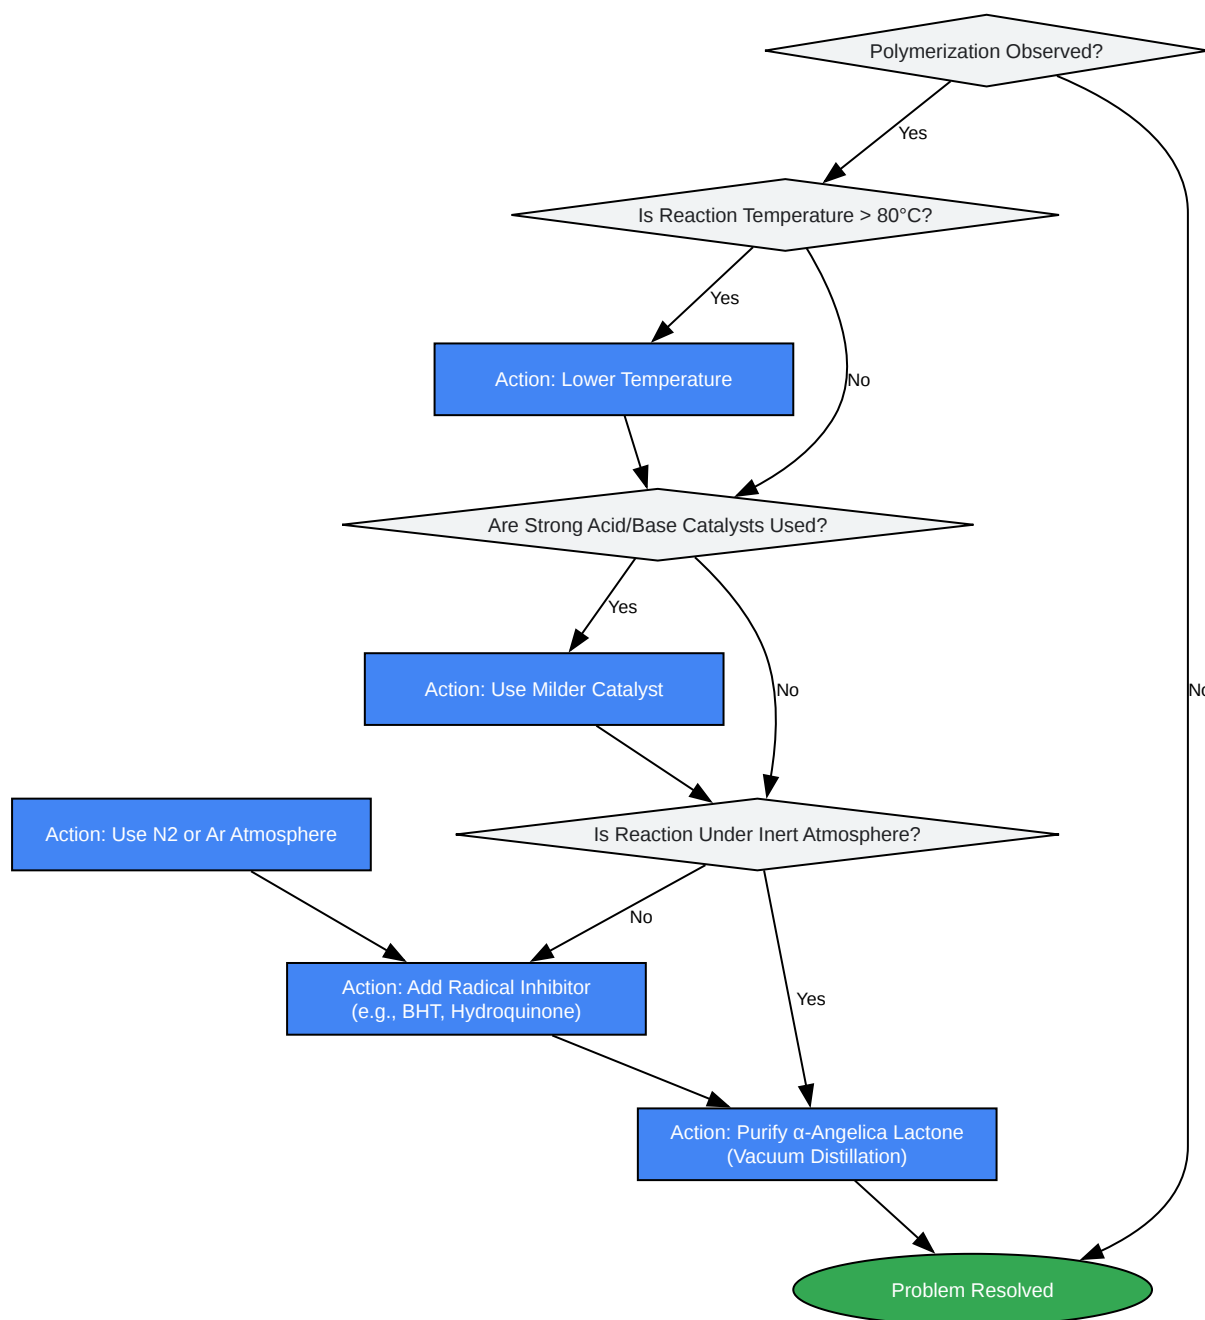 Polymerization Observed?
Yes
Is Reaction Temperature > 80°C?
Yes
Action: Lower Temperature
No
Are Strong Acid/Base Catalysts Used?
Yes
Action: Use Milder Catalyst
No
No
Action: Use N2 or Ar Atmosphere
Is Reaction Under Inert Atmosphere?
No
Action: Add Radical Inhibitor
(e.g., BHT, Hydroquinone)
Yes
Action: Purify α-Angelica Lactone
(Vacuum Distillation)
Problem Resolved